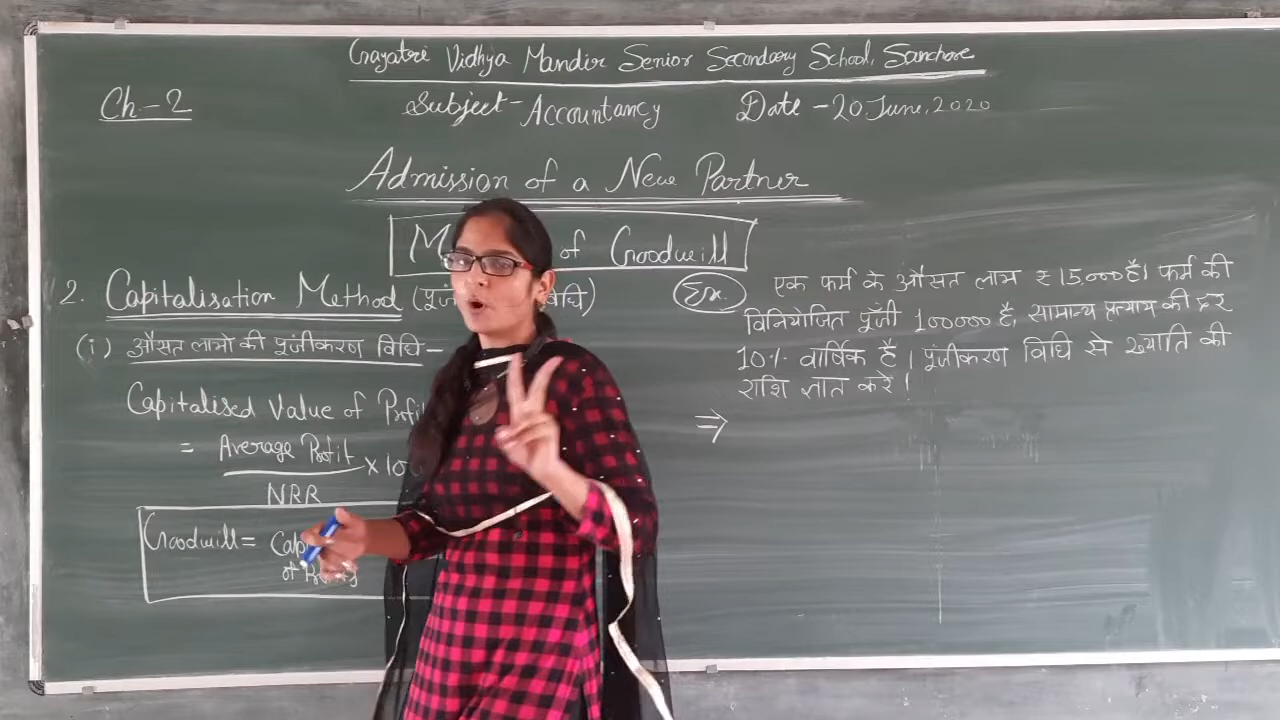 Gayatri Vidhya Mandir Senior Secondary School, Sanchore
Ch-2
Subject - Accountancy
Date - 20 June, 2020
Admission of a New Partner
of Goodwill
2. Capitalisation Method
(i) औसत लाभो की पूंजीकरण विधि -
Capitalised Value of Profit
= Average Profit × 100
NRR
Goodwill =
Ex. एक फर्म के औसत लाभ ₹ 15,000 है। फर्म की
विनियोजित पूँजी 100000 है, सामान्य प्रत्याय की दर
10% वार्षिक है। पूंजीकरण विधि से ख्याति की
राशि ज्ञात करे।
⇒